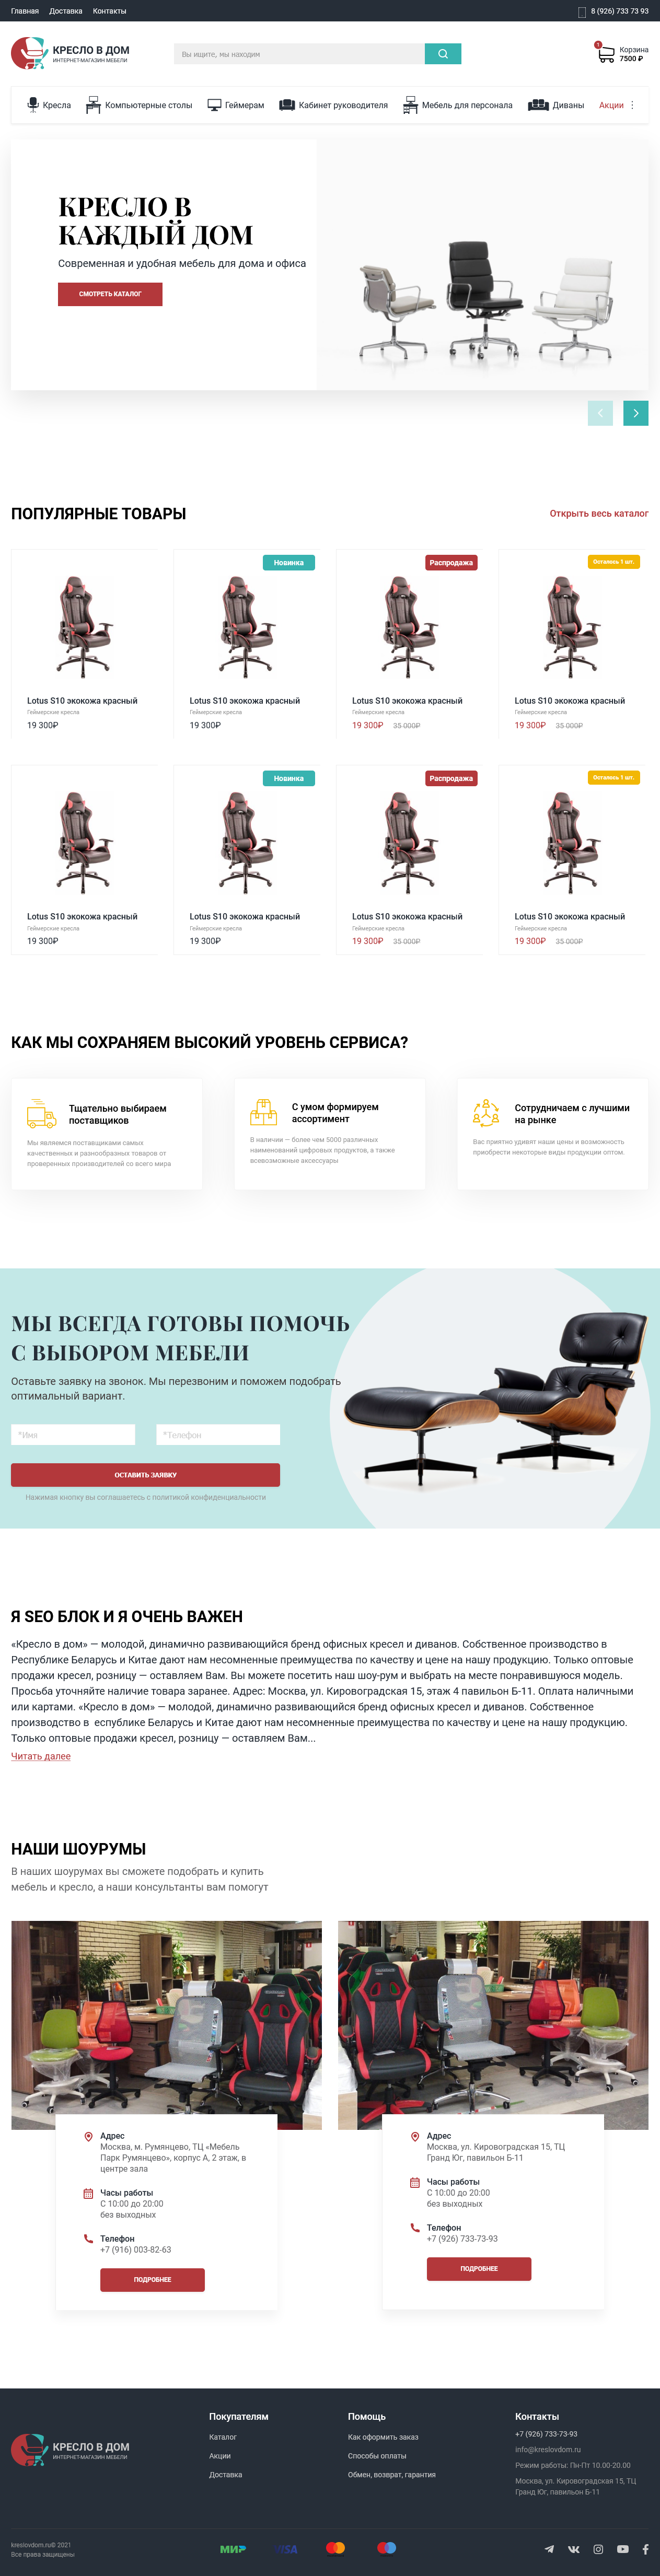 Главная Доставка Контакты 8 (926) 733 73 93
КРЕСЛО В ДОМ
ИНТЕРНЕТ-МАГАЗИН МЕБЕЛИ
Вы ищите, мы находим
1
Корзина
7500 ₽
Кресла Компьютерные столы Геймерам Кабинет руководителя Мебель для персонала Диваны Акции
КРЕСЛО В
КАЖДЫЙ ДОМ
Современная и удобная мебель для дома и офиса
СМОТРЕТЬ КАТАЛОГ
ПОПУЛЯРНЫЕ ТОВАРЫ
Открыть весь каталог
Новинка Распродажа Осталось 1 шт.
Lotus S10 экокожа красный Lotus S10 экокожа красный Lotus S10 экокожа красный Lotus S10 экокожа красный
Геймерские кресла Геймерские кресла Геймерские кресла Геймерские кресла
19 300₽ 19 300₽ 19 300₽ 35 000₽ 19 300₽ 35 000₽
Новинка Распродажа Осталось 1 шт.
Lotus S10 экокожа красный Lotus S10 экокожа красный Lotus S10 экокожа красный Lotus S10 экокожа красный
Геймерские кресла Геймерские кресла Геймерские кресла Геймерские кресла
19 300₽ 19 300₽ 19 300₽ 35 000₽ 19 300₽ 35 000₽
КАК МЫ СОХРАНЯЕМ ВЫСОКИЙ УРОВЕНЬ СЕРВИСА?
Тщательно выбираем
поставщиков
Мы являемся поставщиками самых
качественных и разнообразных товаров от
проверенных производителей со всего мира
С умом формируем
ассортимент
В наличии — более чем 5000 различных
наименований цифровых продуктов, а также
всевозможные аксессуары
Сотрудничаем с лучшими
на рынке
Вас приятно удивят наши цены и возможность
приобрести некоторые виды продукции оптом.
МЫ ВСЕГДА ГОТОВЫ ПОМОЧЬ
С ВЫБОРОМ МЕБЕЛИ
Оставьте заявку на звонок. Мы перезвоним и поможем подобрать
оптимальный вариант.
*Имя *Телефон
ОСТАВИТЬ ЗАЯВКУ
Нажимая кнопку вы соглашаетесь с политикой конфиденциальности
Я SEO БЛОК И Я ОЧЕНЬ ВАЖЕН
«Кресло в дом» — молодой, динамично развивающийся бренд офисных кресел и диванов. Собственное производство в
Республике Беларусь и Китае дают нам несомненные преимущества по качеству и цене на нашу продукцию. Только оптовые
продажи кресел, розницу — оставляем Вам. Вы можете посетить наш шоу-рум и выбрать на месте понравившуюся модель.
Просьба уточняйте наличие товара заранее. Адрес: Москва, ул. Кировоградская 15, этаж 4 павильон Б-11. Оплата наличными
или картами. «Кресло в дом» — молодой, динамично развивающийся бренд офисных кресел и диванов. Собственное
производство в еспублике Беларусь и Китае дают нам несомненные преимущества по качеству и цене на нашу продукцию.
Только оптовые продажи кресел, розницу — оставляем Вам...
Читать далее
НАШИ ШОУРУМЫ
В наших шоурумах вы сможете подобрать и купить
мебель и кресло, а наши консультанты вам помогут
Адрес
Москва, м. Румянцево, ТЦ «Мебель
Парк Румянцево», корпус А, 2 этаж, в
центре зала
Часы работы
С 10:00 до 20:00
без выходных
Телефон
+7 (916) 003-82-63
ПОДРОБНЕЕ
Адрес
Москва, ул. Кировоградская 15, ТЦ
Гранд Юг, павильон Б-11
Часы работы
С 10:00 до 20:00
без выходных
Телефон
+7 (926) 733-73-93
ПОДРОБНЕЕ
КРЕСЛО В ДОМ
ИНТЕРНЕТ-МАГАЗИН МЕБЕЛИ
Покупателям
Каталог
Акции
Доставка
Помощь
Как оформить заказ
Способы оплаты
Обмен, возврат, гарантия
Контакты
+7 (926) 733-73-93
info@kreslovdom.ru
Режим работы: Пн-Пт 10.00-20.00
Москва, ул. Кировоградская 15, ТЦ
Гранд Юг, павильон Б-11
kreslovdom.ru© 2021
Все права защищены
МИР VISA